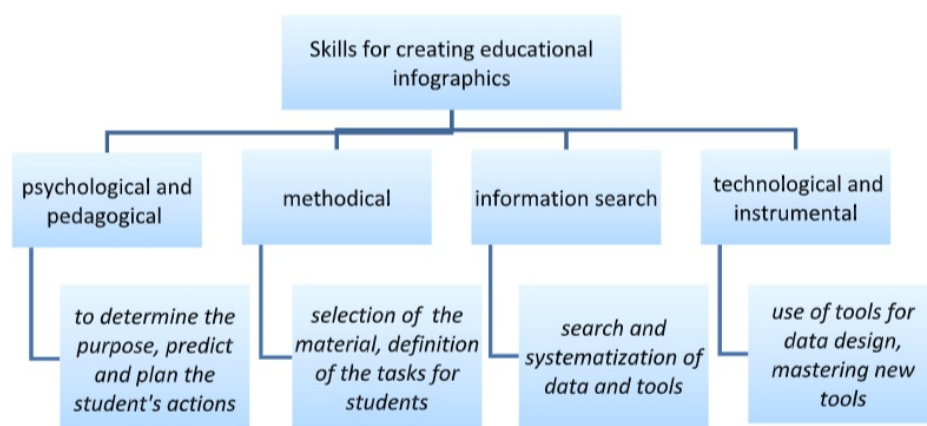 Skills for creating educational
infographics
psychological and
pedagogical
methodical
information search
technological and
instrumental
to determine the
purpose, predict
and plan the
student's actions
selection of the
material, definition
of the tasks for
students
search and
systematization of
data and tools
use of tools for
data design,
mastering new
tools